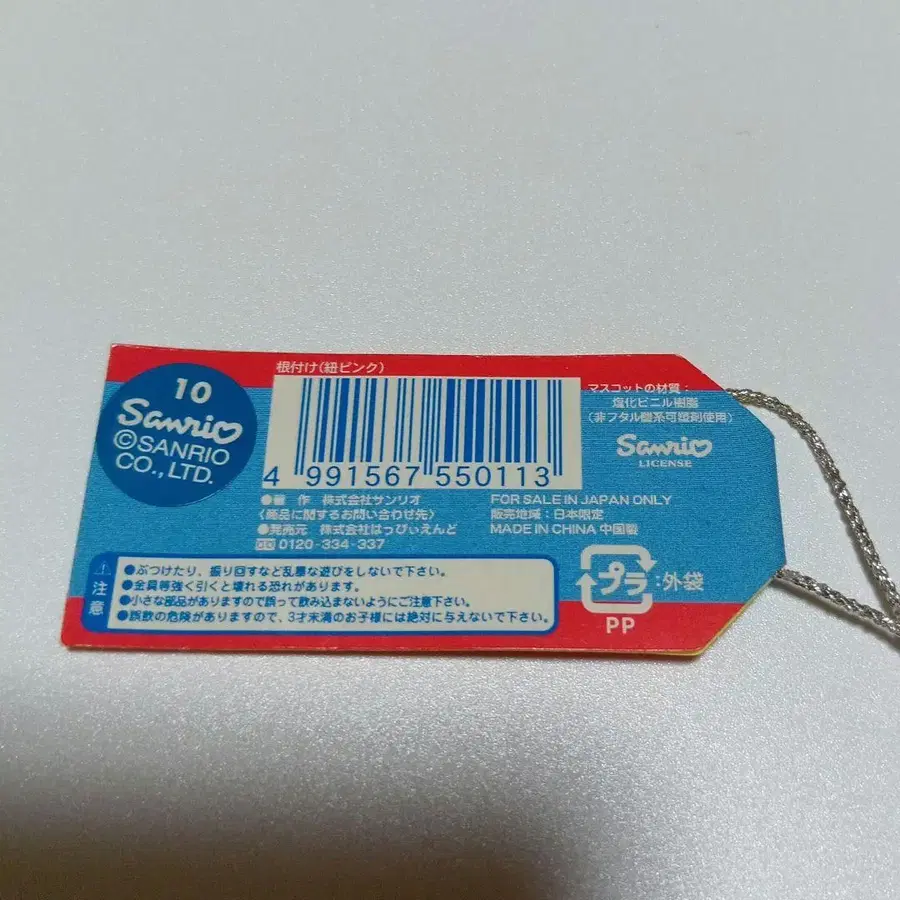 根付け(紐ピンク)
10
Sanrio
©SANRIO
CO.,LTD.
4 991567 550113
マスコットの材質:
塩化ビニル樹脂
(非フタル酸系可塑剤使用)
Sanrio
LICENSE
●著 作 株式会社サンリオ
〈商品に関するお問い合わせ先〉
●発売元 株式会社はっぴぃえんど
0120-334-337
FOR SALE IN JAPAN ONLY
販売地域:日本限定
MADE IN CHINA 中国製
注意
●ぶつけたり、振り回すなど乱暴な遊びをしないで下さい。
●金具等強く引くと壊れる恐れがあります。
●小さな部品がありますので誤って飲み込まないようにご注意下さい。
●誤飲の危険がありますので、3才未満のお子様には絶対に与えないで下さい。
プラ:外袋
PP